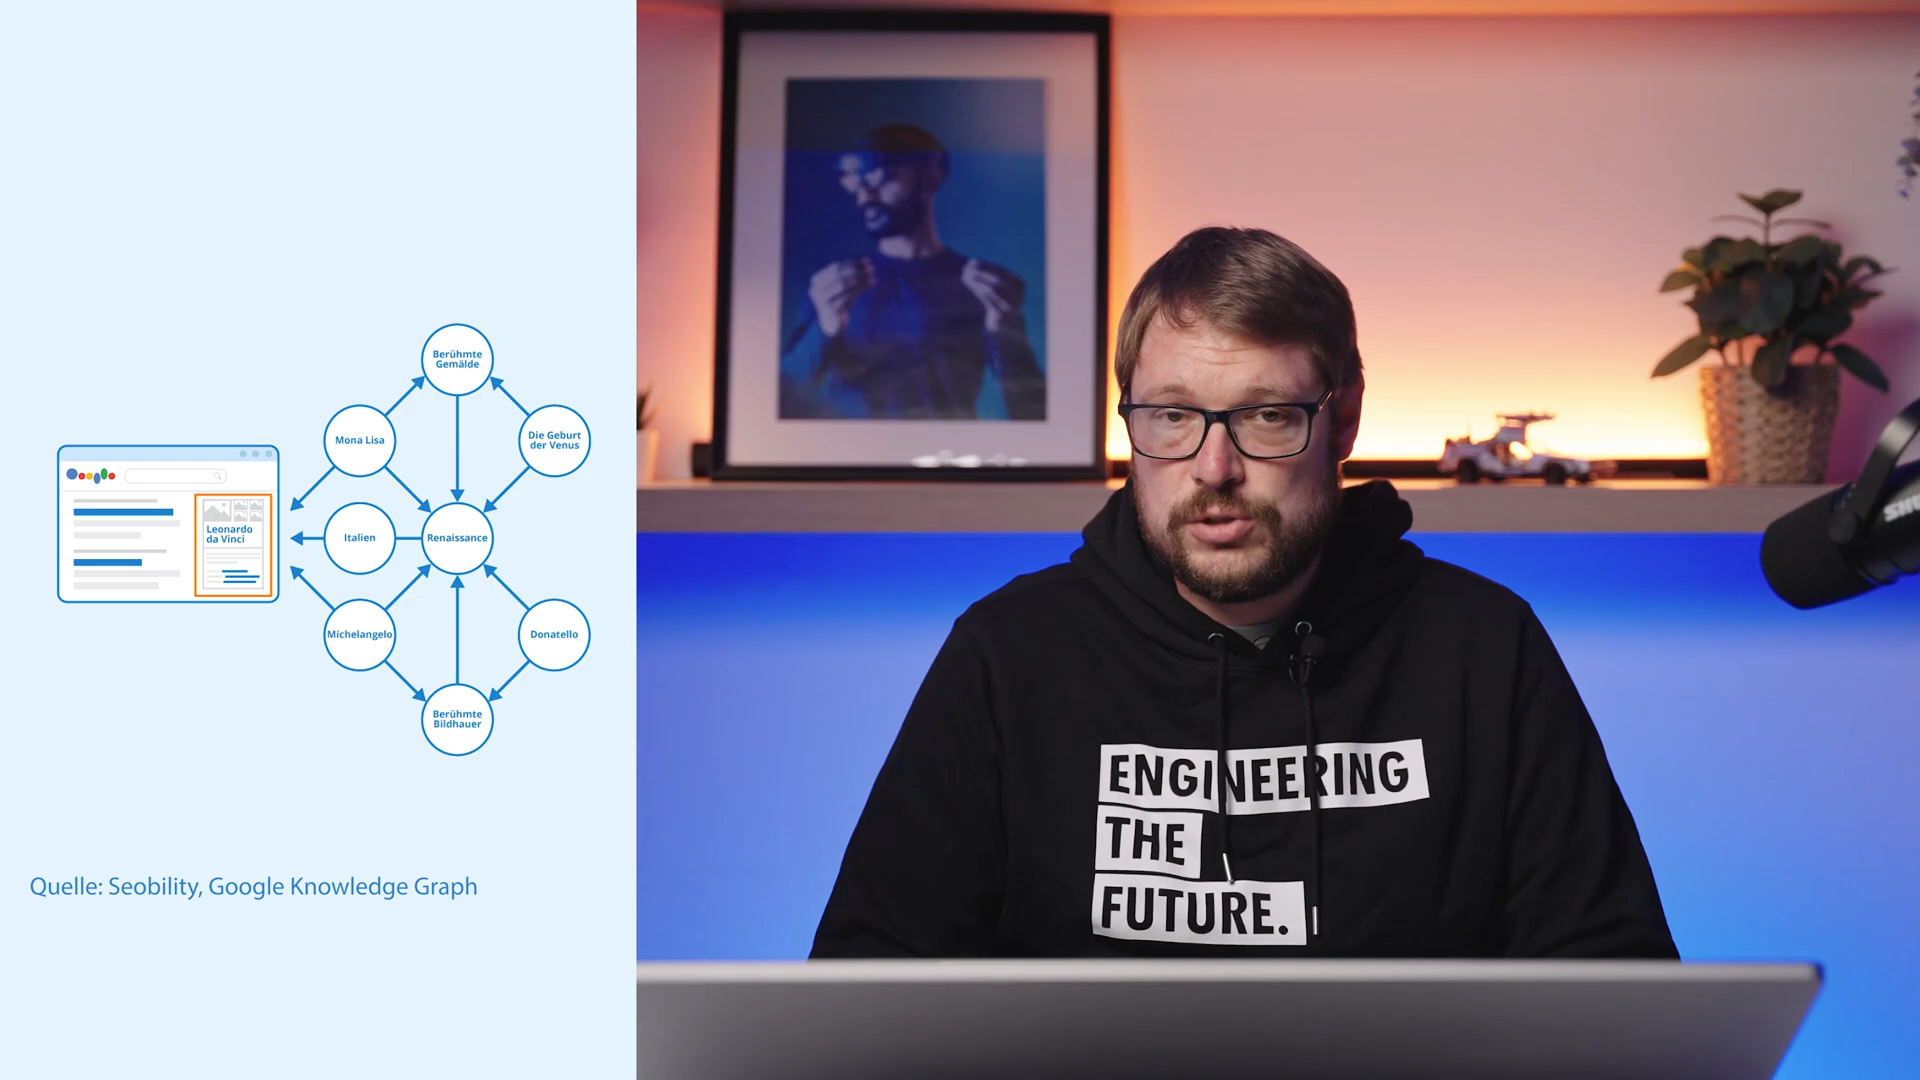 Berühmte
Gemälde
Mona Lisa
Die Geburt
der Venus
Leonardo
da Vinci
Italien
Renaissance
Michelangelo
Donatello
Berühmte
Bildhauer
Quelle: Seobility, Google Knowledge Graph
ENGINEERING
THE
FUTURE.